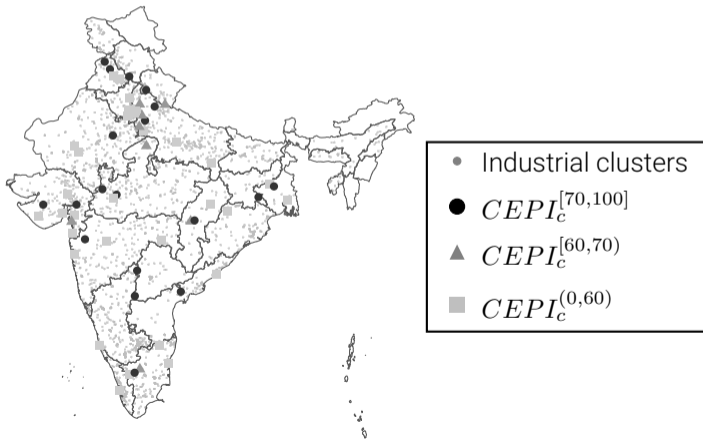 Industrial clusters
CEPI_c^{[70,100]}
CEPI_c^{[60,70)}
CEPI_c^{(0,60)}